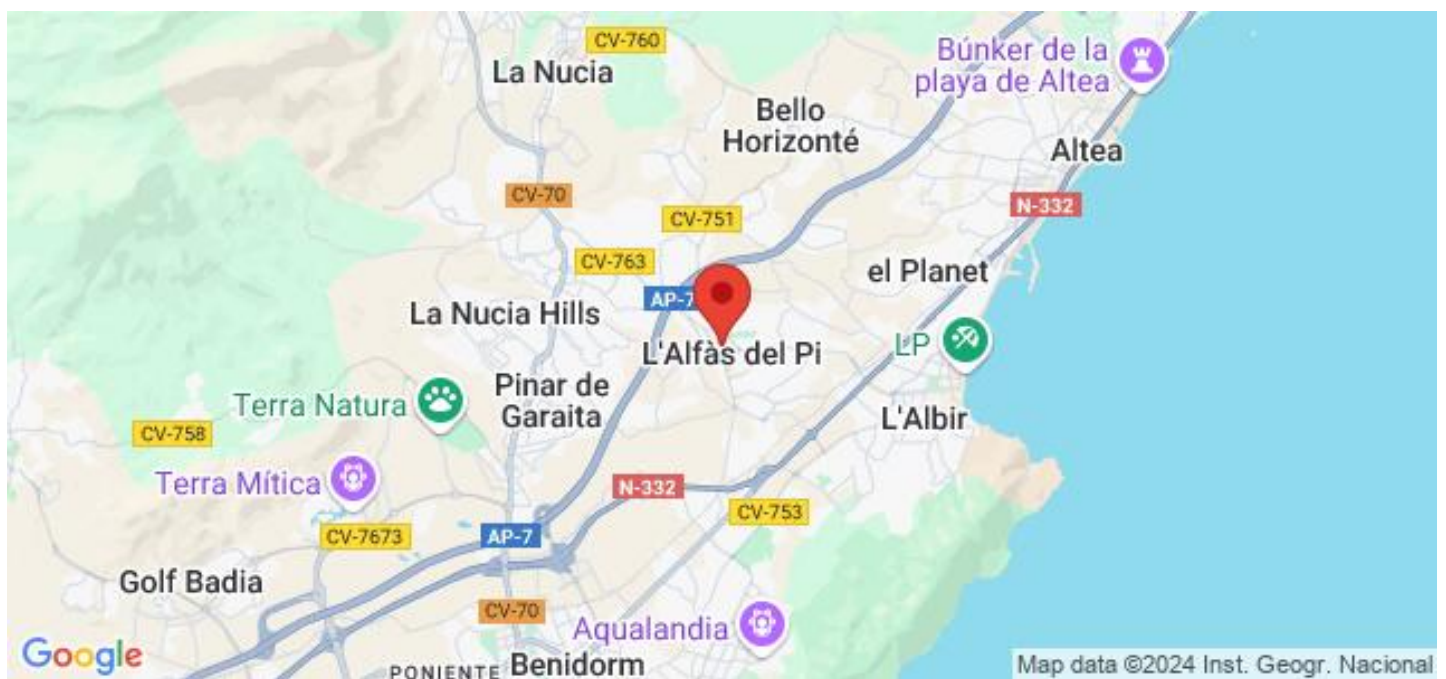 CV-760
La Nucia
Búnker de la
playa de Altea
Bello
Horizonté
Altea
CV-70
N-332
CV-751
CV-763
el Planet
AP-7
La Nucia Hills
L'Alfàs del Pi
LP
Pinar de
Garaita
Terra Natura
L'Albir
CV-758
Terra Mítica
N-332
CV-753
CV-7673
AP-7
Golf Badia
CV-70
Aqualandia
Google
PONIENTE
Benidorm
Map data ©2024 Inst. Geogr. Nacional